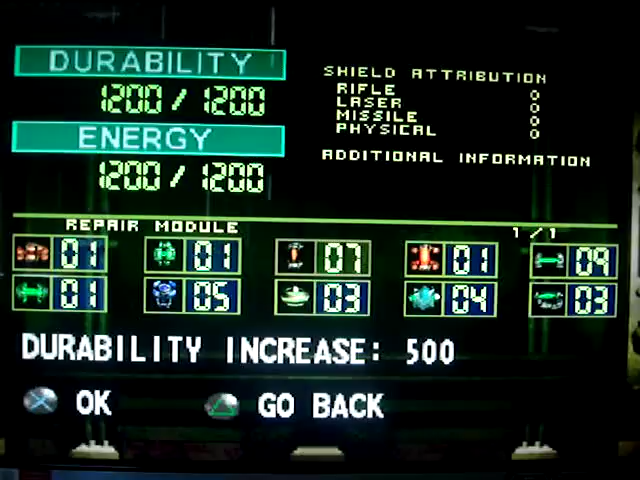 DURABILITY
1200 / 1200
ENERGY
1200 / 1200
SHIELD ATTRIBUTION
RIFLE 0
LASER 0
MISSILE 0
PHYSICAL 0
ADDITIONAL INFORMATION
REPAIR MODULE 1/1
01 01 07 01 09
01 05 03 04 03
DURABILITY INCREASE: 500
OK GO BACK